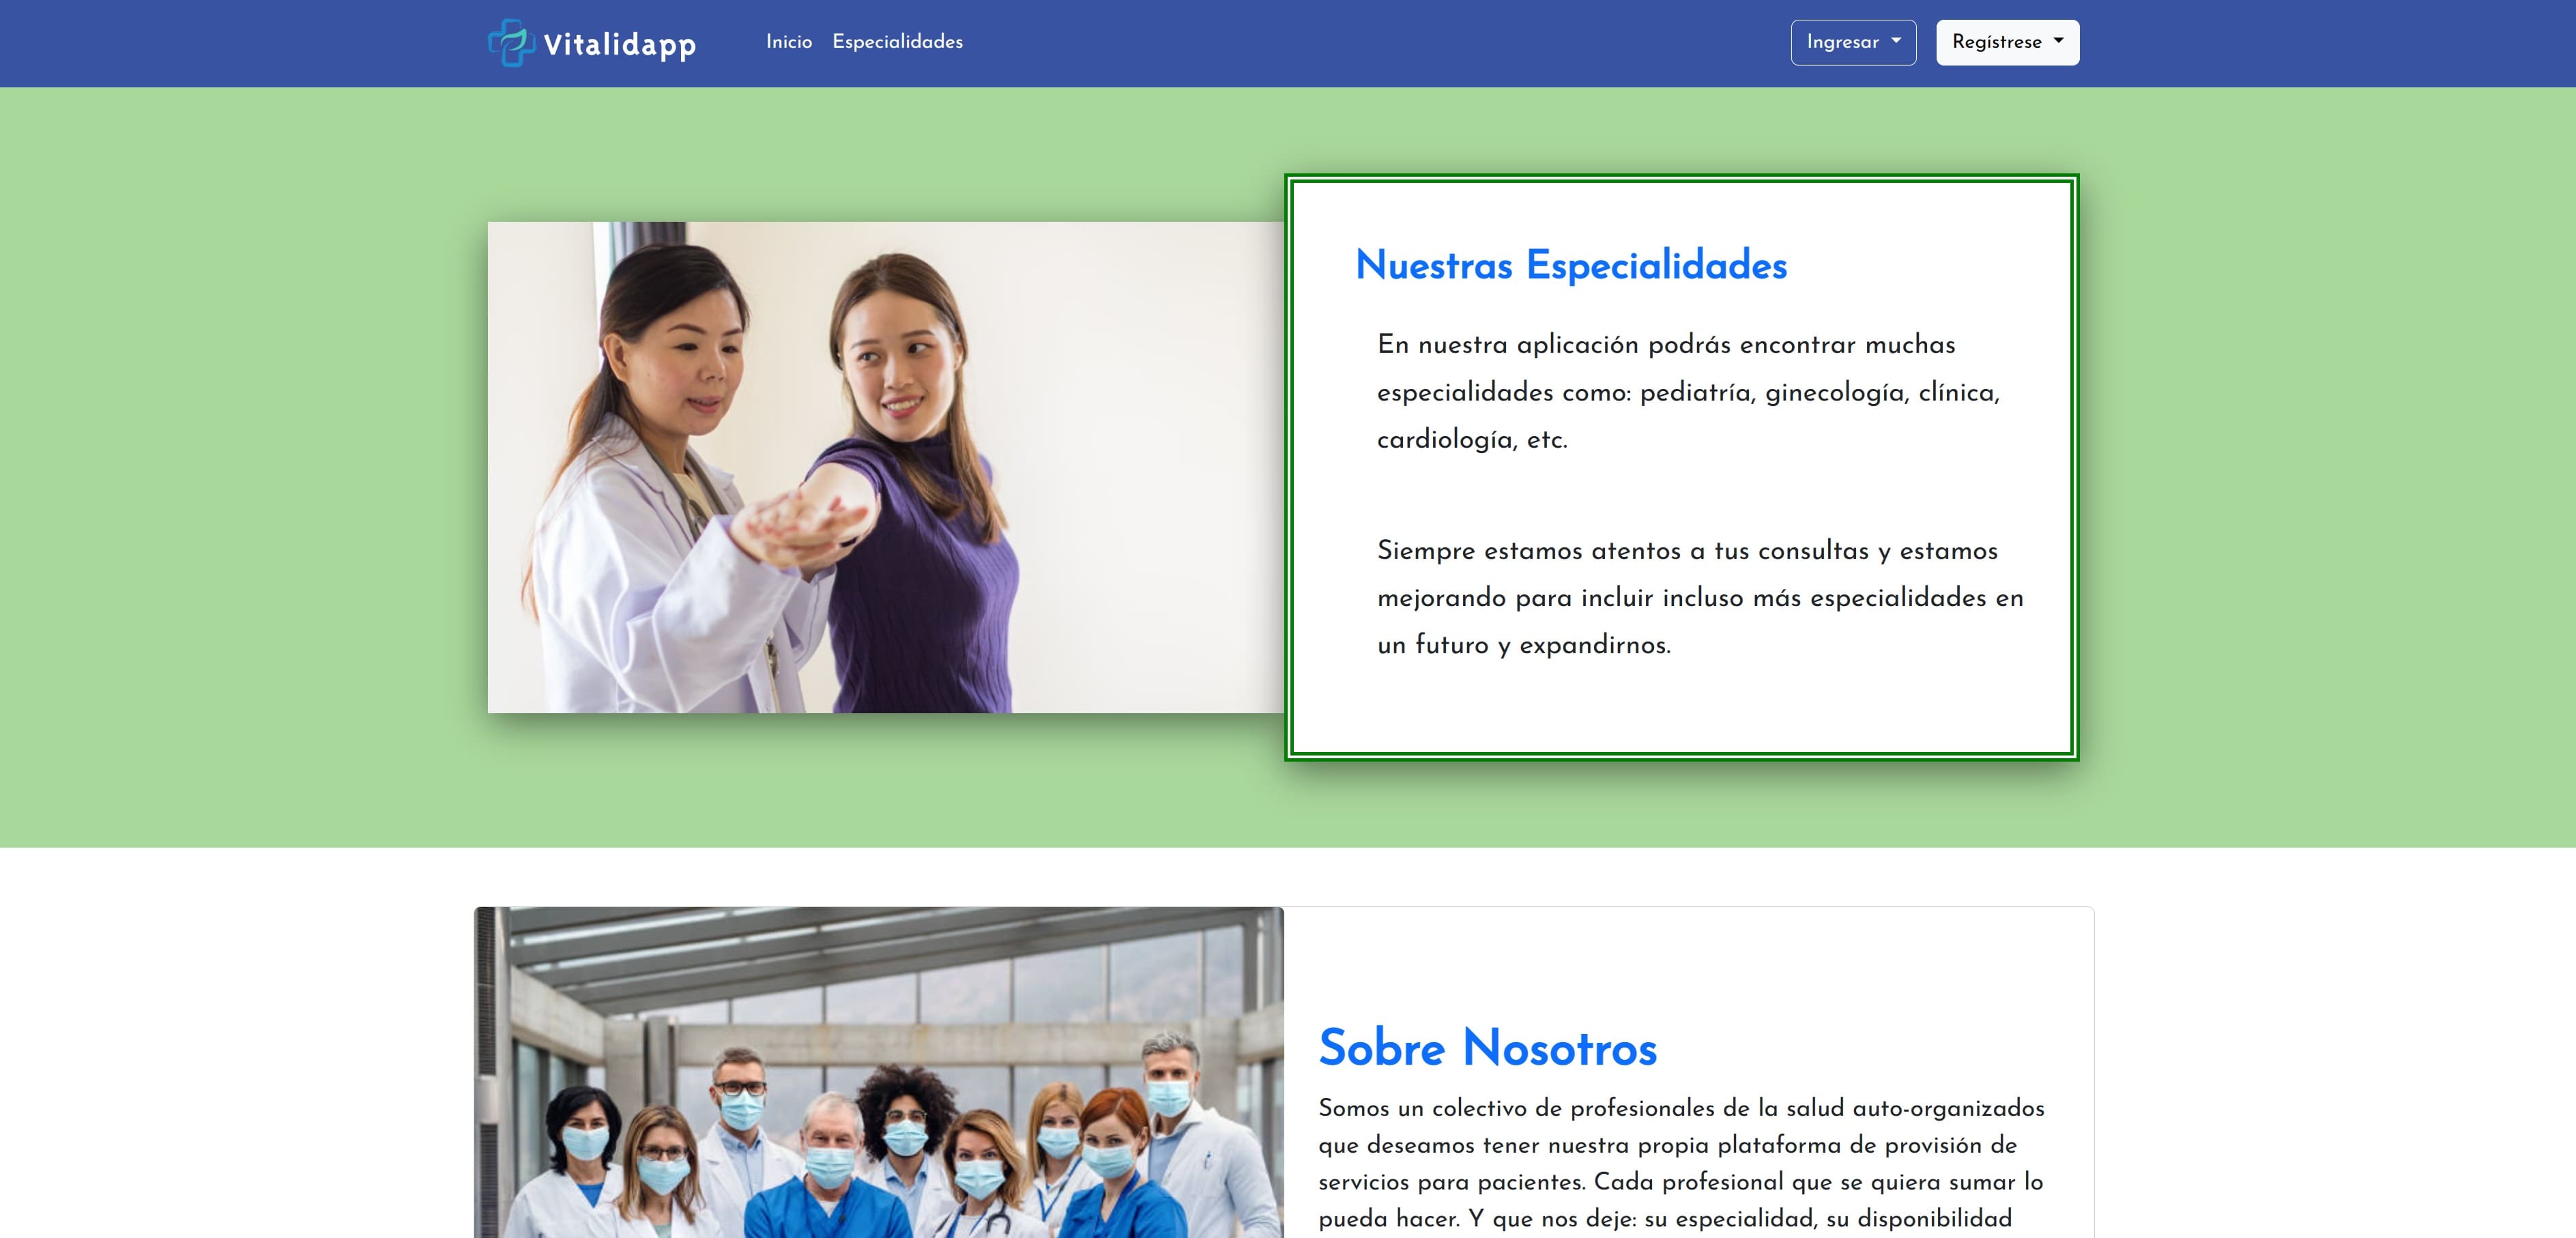 Vitalidapp
Inicio
Especialidades
Ingresar
Regístrese
Nuestras Especialidades
En nuestra aplicación podrás encontrar muchas
especialidades como: pediatría, ginecología, clínica,
cardiología, etc.
Siempre estamos atentos a tus consultas y estamos
mejorando para incluir incluso más especialidades en
un futuro y expandirnos.
Sobre Nosotros
Somos un colectivo de profesionales de la salud auto-organizados
que deseamos tener nuestra propia plataforma de provisión de
servicios para pacientes. Cada profesional que se quiera sumar lo
pueda hacer. Y que nos deje: su especialidad, su disponibilidad